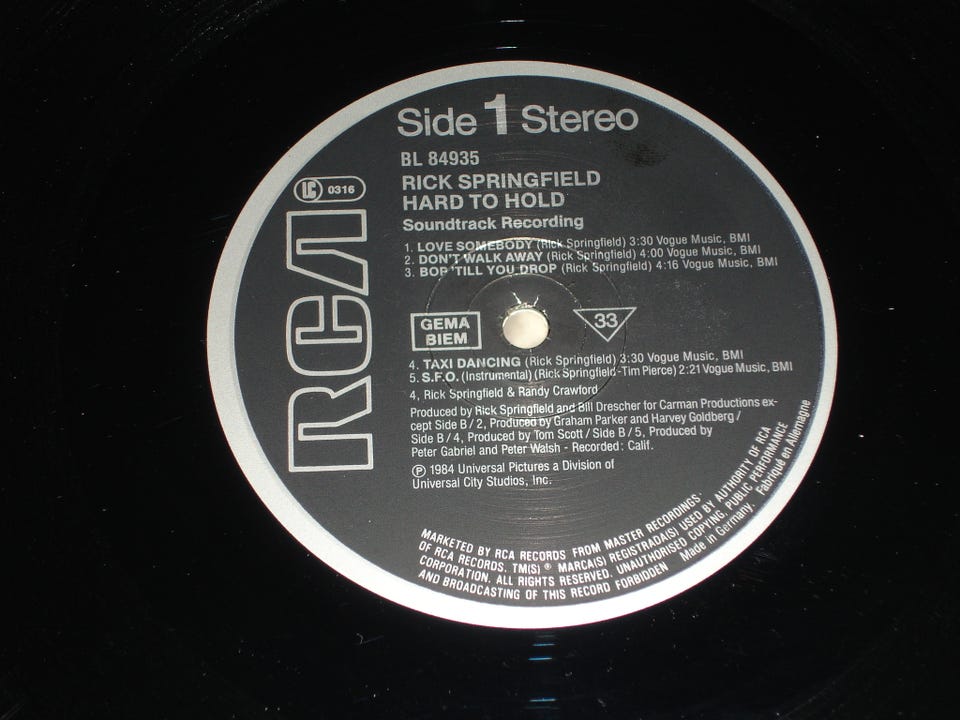 Side 1 Stereo
BL 84935
LC 0316
RICK SPRINGFIELD
HARD TO HOLD
Soundtrack Recording
1. LOVE SOMEBODY (Rick Springfield) 3:30 Vogue Music, BMI
2. DON'T WALK AWAY (Rick Springfield) 4:00 Vogue Music, BMI
3. BOP 'TILL YOU DROP (Rick Springfield) 4:16 Vogue Music, BMI
RCA
GEMA
BIEM
33
4. TAXI DANCING (Rick Springfield) 3:30 Vogue Music, BMI
5. S.F.O. (Instrumental) (Rick Springfield-Tim Pierce) 2:21 Vogue Music, BMI
4, Rick Springfield & Randy Crawford
Produced by Rick Springfield and Bill Drescher for Carman Productions ex-
cept Side B/2, Produced by Graham Parker and Harvey Goldberg/
Side B/4, Produced by Tom Scott/Side B/5, Produced by
Peter Gabriel and Peter Walsh - Recorded: Calif.
℗ 1984 Universal Pictures a Division of
Universal City Studios, Inc.
MARKETED BY RCA RECORDS FROM MASTER RECORDINGS.
OF RCA RECORDS. TM(S) ® MARCA(S) REGISTRADA(S) USED BY AUTHORITY OF RCA
CORPORATION. ALL RIGHTS RESERVED. UNAUTHORISED COPYING, PUBLIC PERFORMANCE
AND BROADCASTING OF THIS RECORD FORBIDDEN Made in Germany. Fabriqué en Allemagne